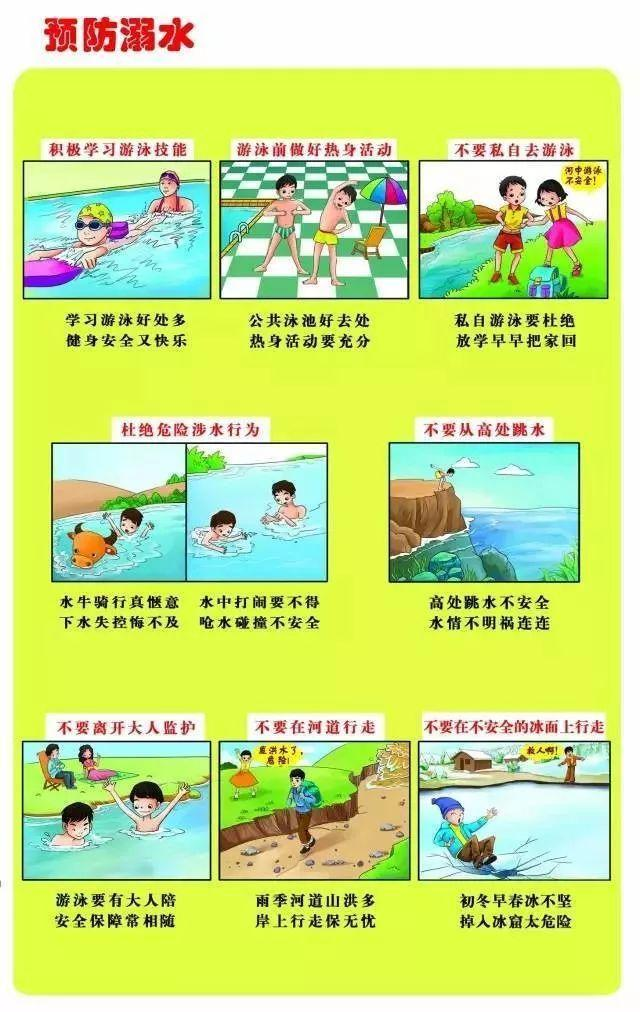 预防溺水
积极学习游泳技能
游泳前做好热身活动
不要私自去游泳
河中游泳
不安全！
学习游泳好处多
健身安全又快乐
公共泳池好去处
热身活动要充分
私自游泳要杜绝
放学早早把家回
杜绝危险涉水行为
不要从高处跳水
水牛骑行真惬意
下水失控悔不及
水中打闹要不得
呛水碰撞不安全
高处跳水不安全
水情不明祸连连
不要离开大人监护
不要在河道行走
不要在不安全的冰面上行走
发洪水了，
危险！
救人啊！
游泳要有大人陪
安全保障常相随
雨季河道山洪多
岸上行走保无忧
初冬早春冰不坚
掉入冰窟太危险